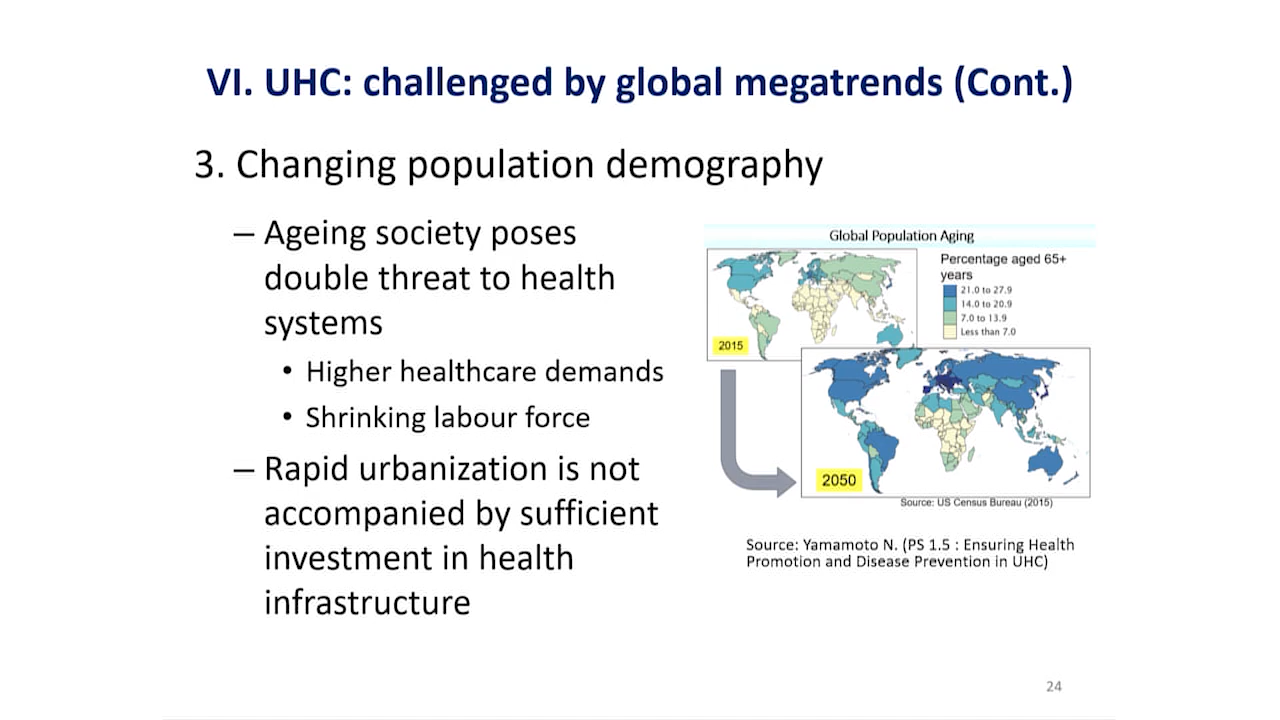 VI. UHC: challenged by global megatrends (Cont.)
3. Changing population demography
– Ageing society poses
double threat to health
systems
• Higher healthcare demands
• Shrinking labour force
– Rapid urbanization is not
accompanied by sufficient
investment in health
infrastructure
Global Population Aging
Percentage aged 65+
years
21.0 to 27.9
14.0 to 20.9
7.0 to 13.9
Less than 7.0
2015
2050
Source: US Census Bureau (2015)
Source: Yamamoto N. (PS 1.5 : Ensuring Health
Promotion and Disease Prevention in UHC)
24